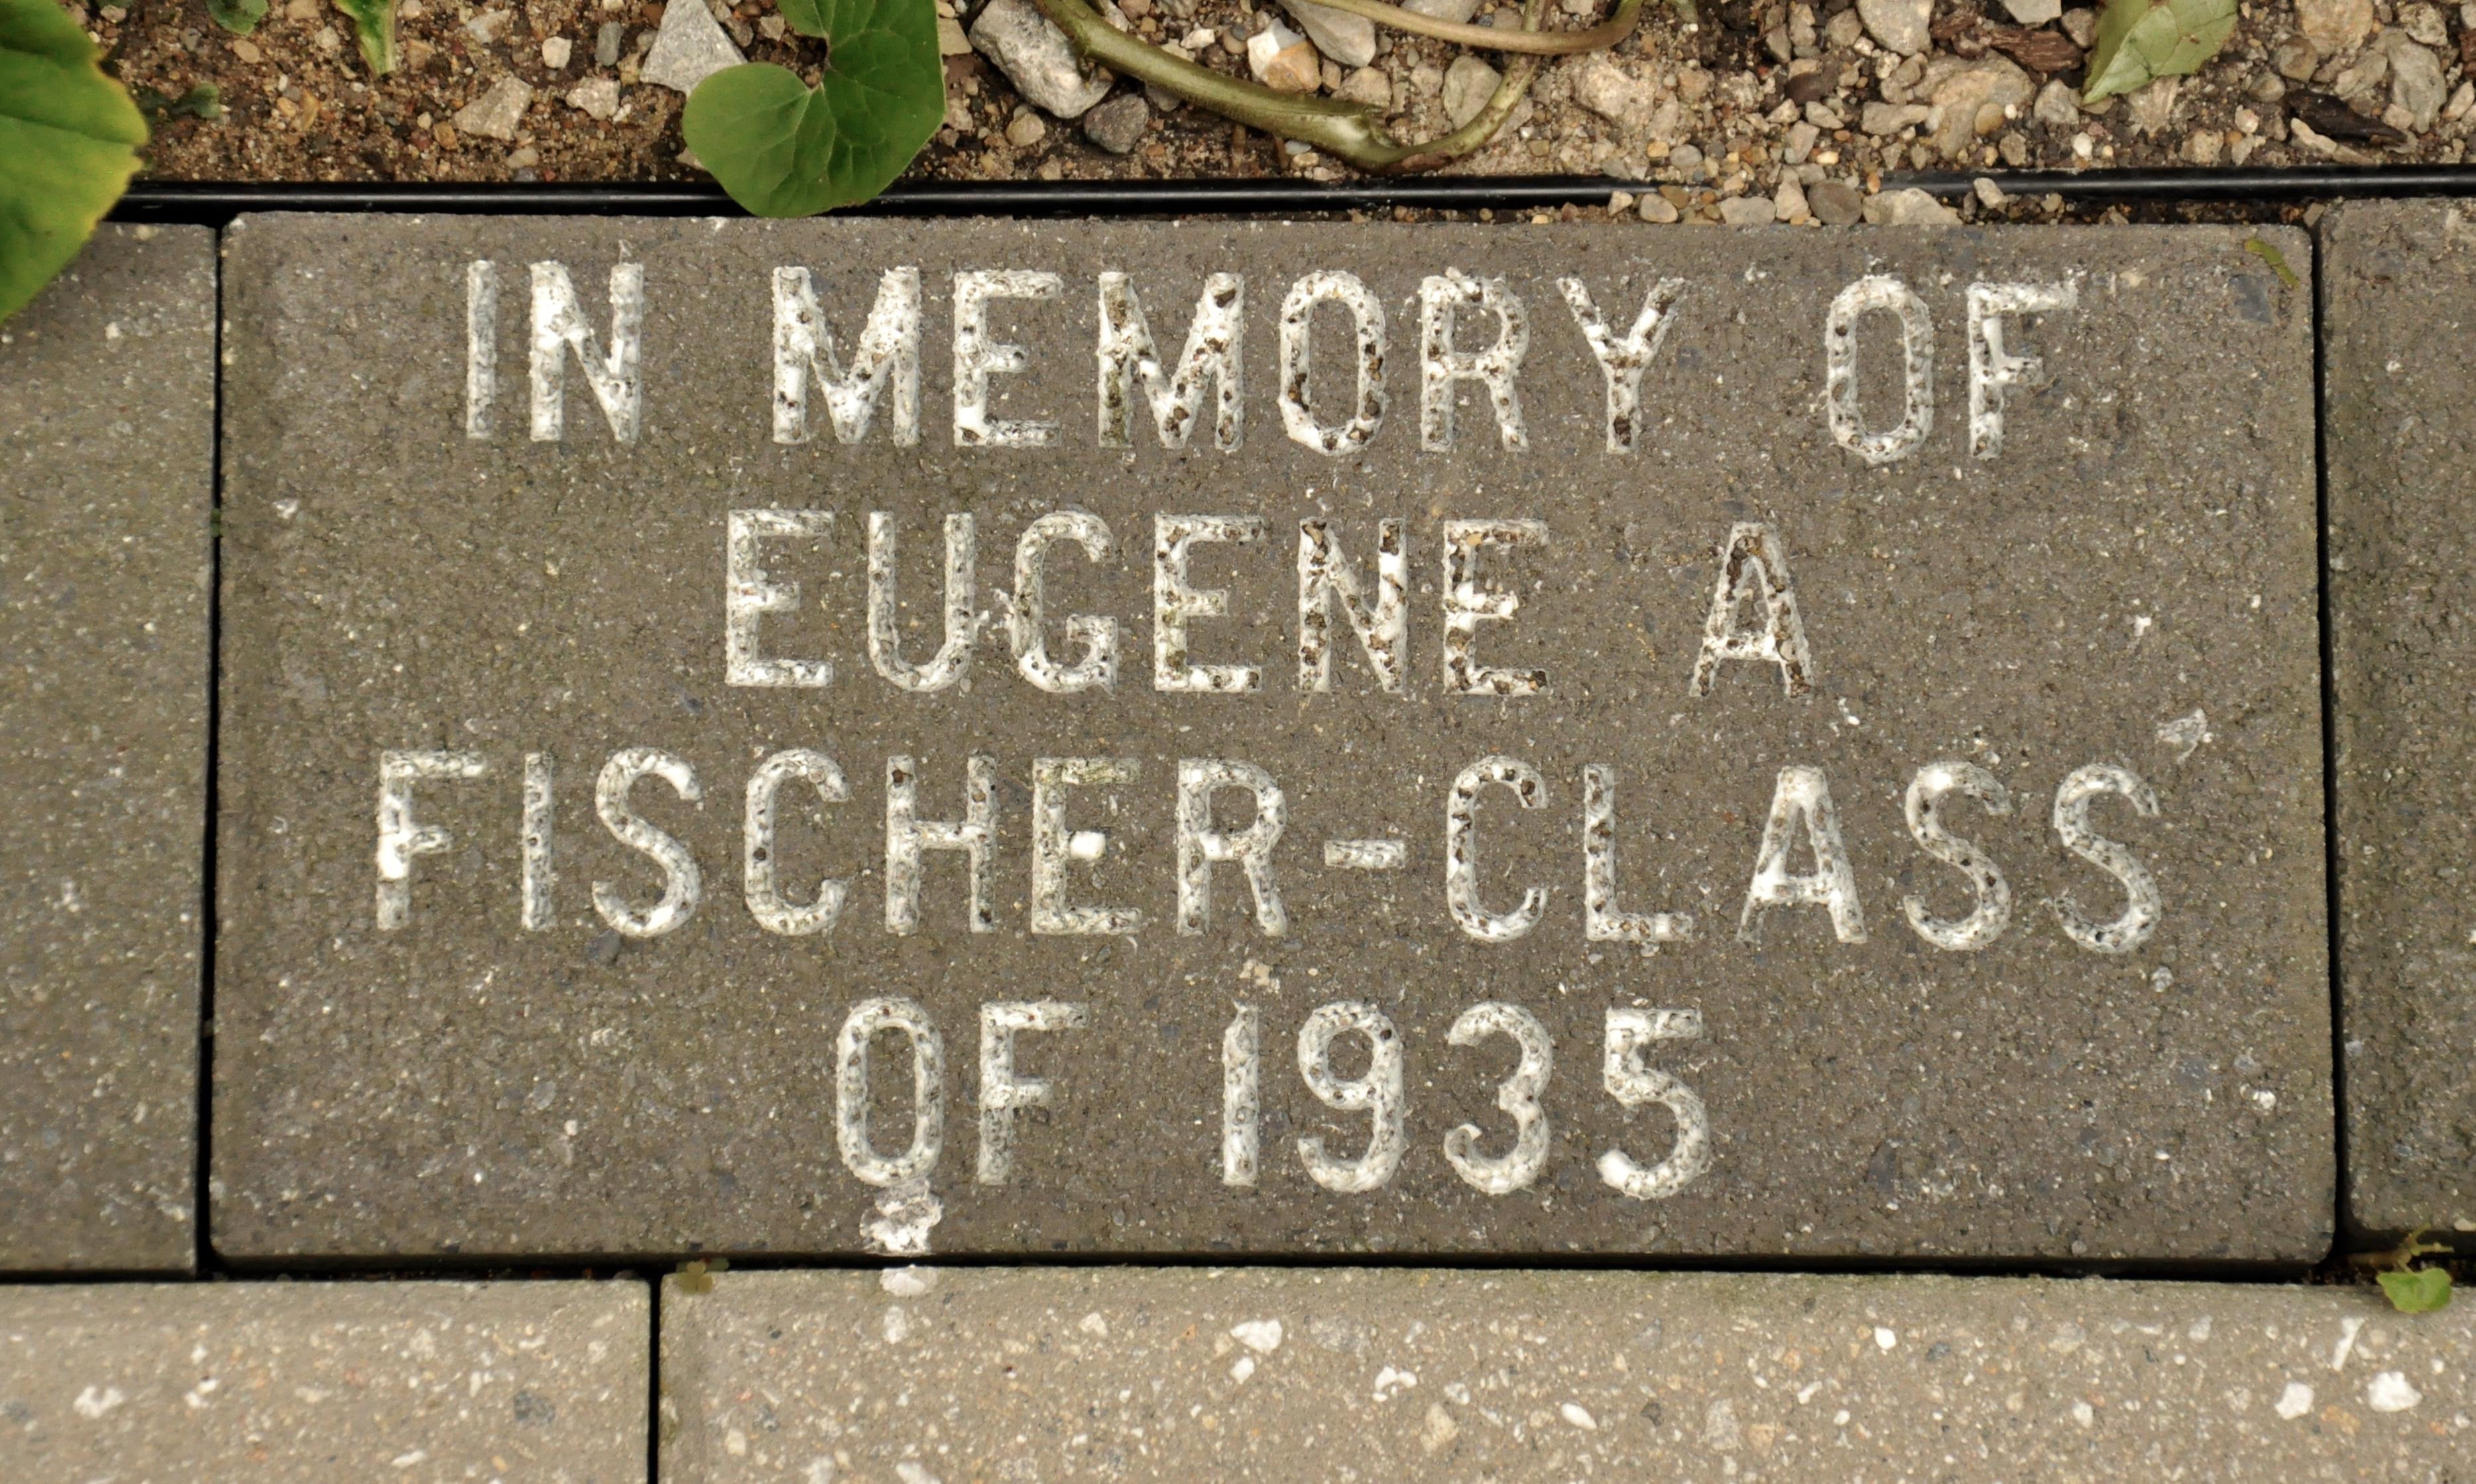 IN MEMORY OF
EUGENE A
FISCHER-CLASS
OF 1935